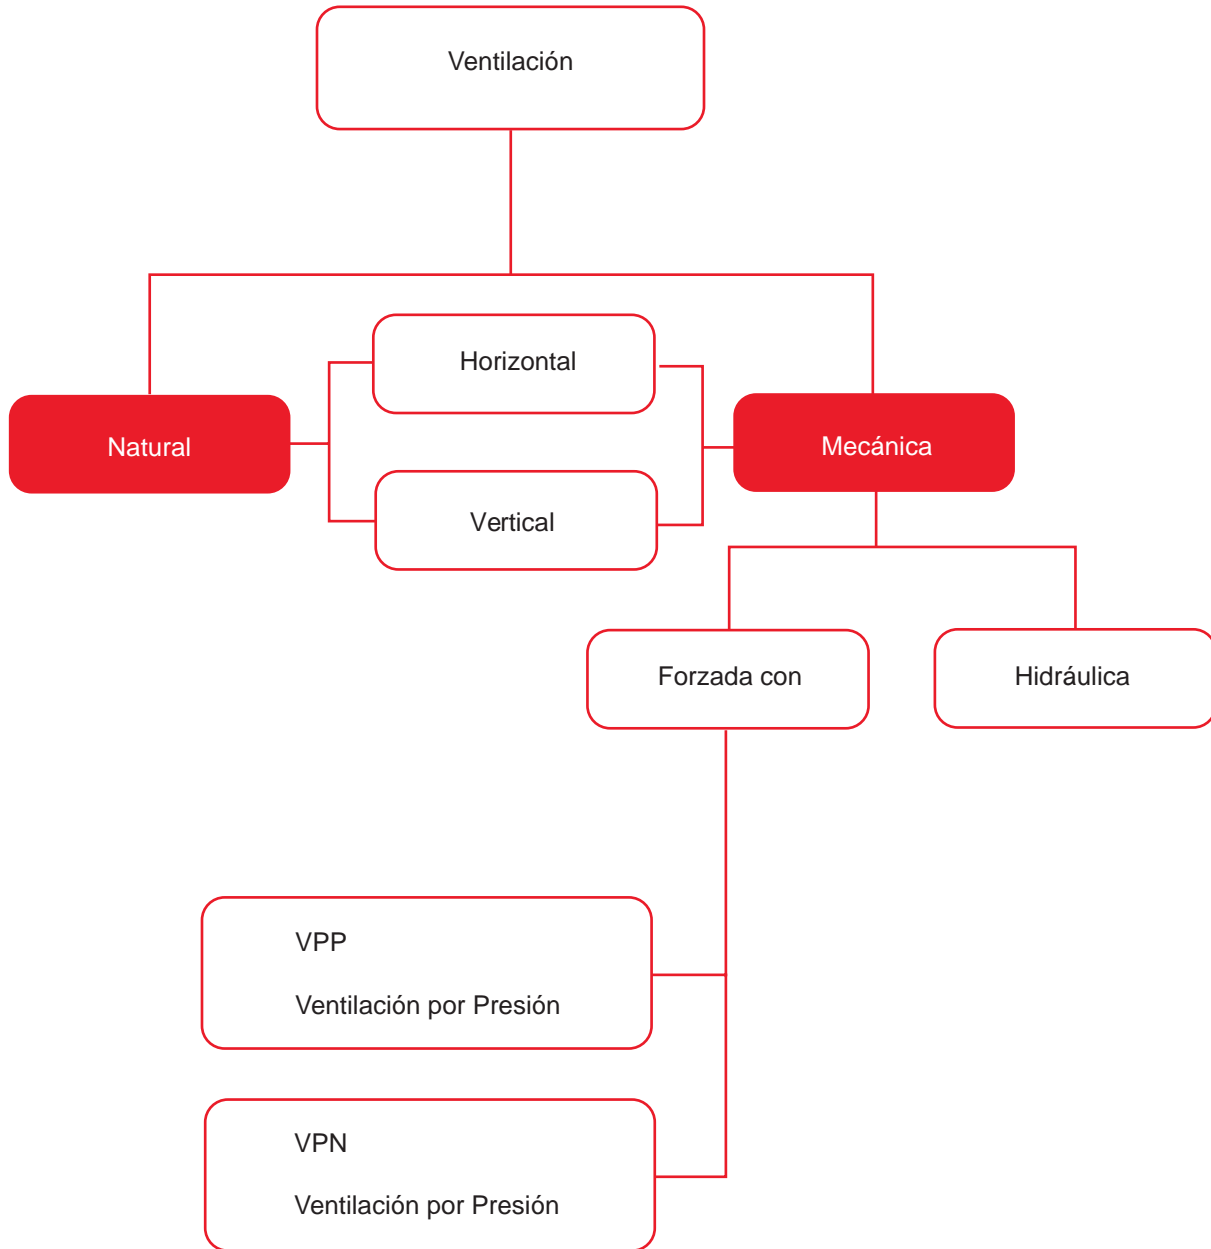 Ventilación
Horizontal
Natural
Mecánica
Vertical
Forzada con
Hidráulica
VPP
Ventilación por Presión
VPN
Ventilación por Presión